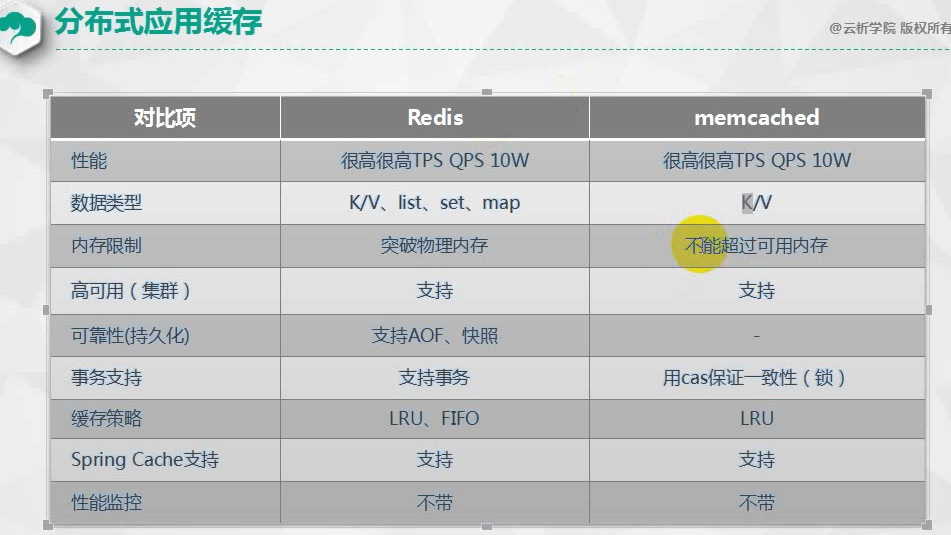 分布式应用缓存
@云析学院 版权所有
对比项 Redis memcached
性能 很高很高TPS QPS 10W 很高很高TPS QPS 10W
数据类型 K/V、list、set、map K/V
内存限制 突破物理内存 不能超过可用内存
高可用（集群） 支持 支持
可靠性(持久化) 支持AOF、快照 -
事务支持 支持事务 用cas保证一致性（锁）
缓存策略 LRU、FIFO LRU
Spring Cache支持 支持 支持
性能监控 不带 不带